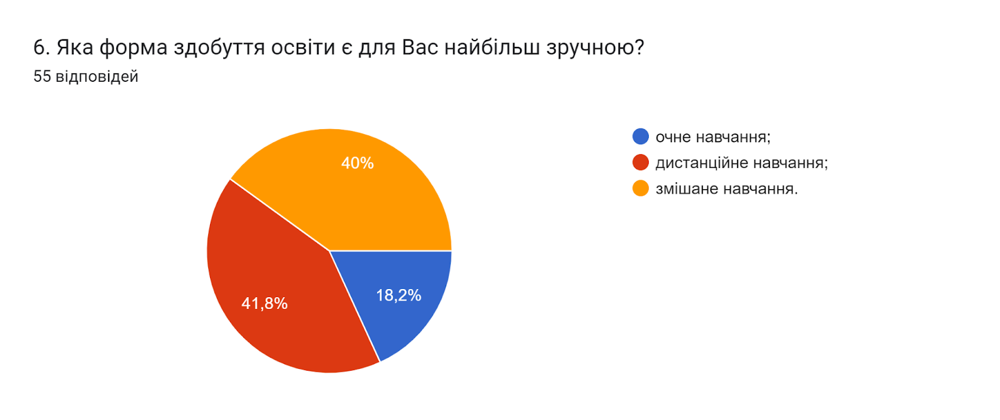 6. Яка форма здобуття освіти є для Вас найбільш зручною?
55 відповідей
очне навчання;
дистанційне навчання;
змішане навчання.
40%
41,8%
18,2%